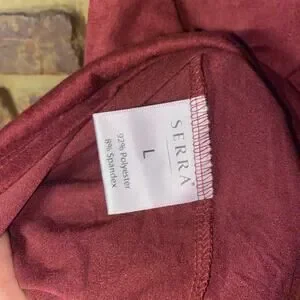 SERRA
L
92% Polyester
8% Spandex